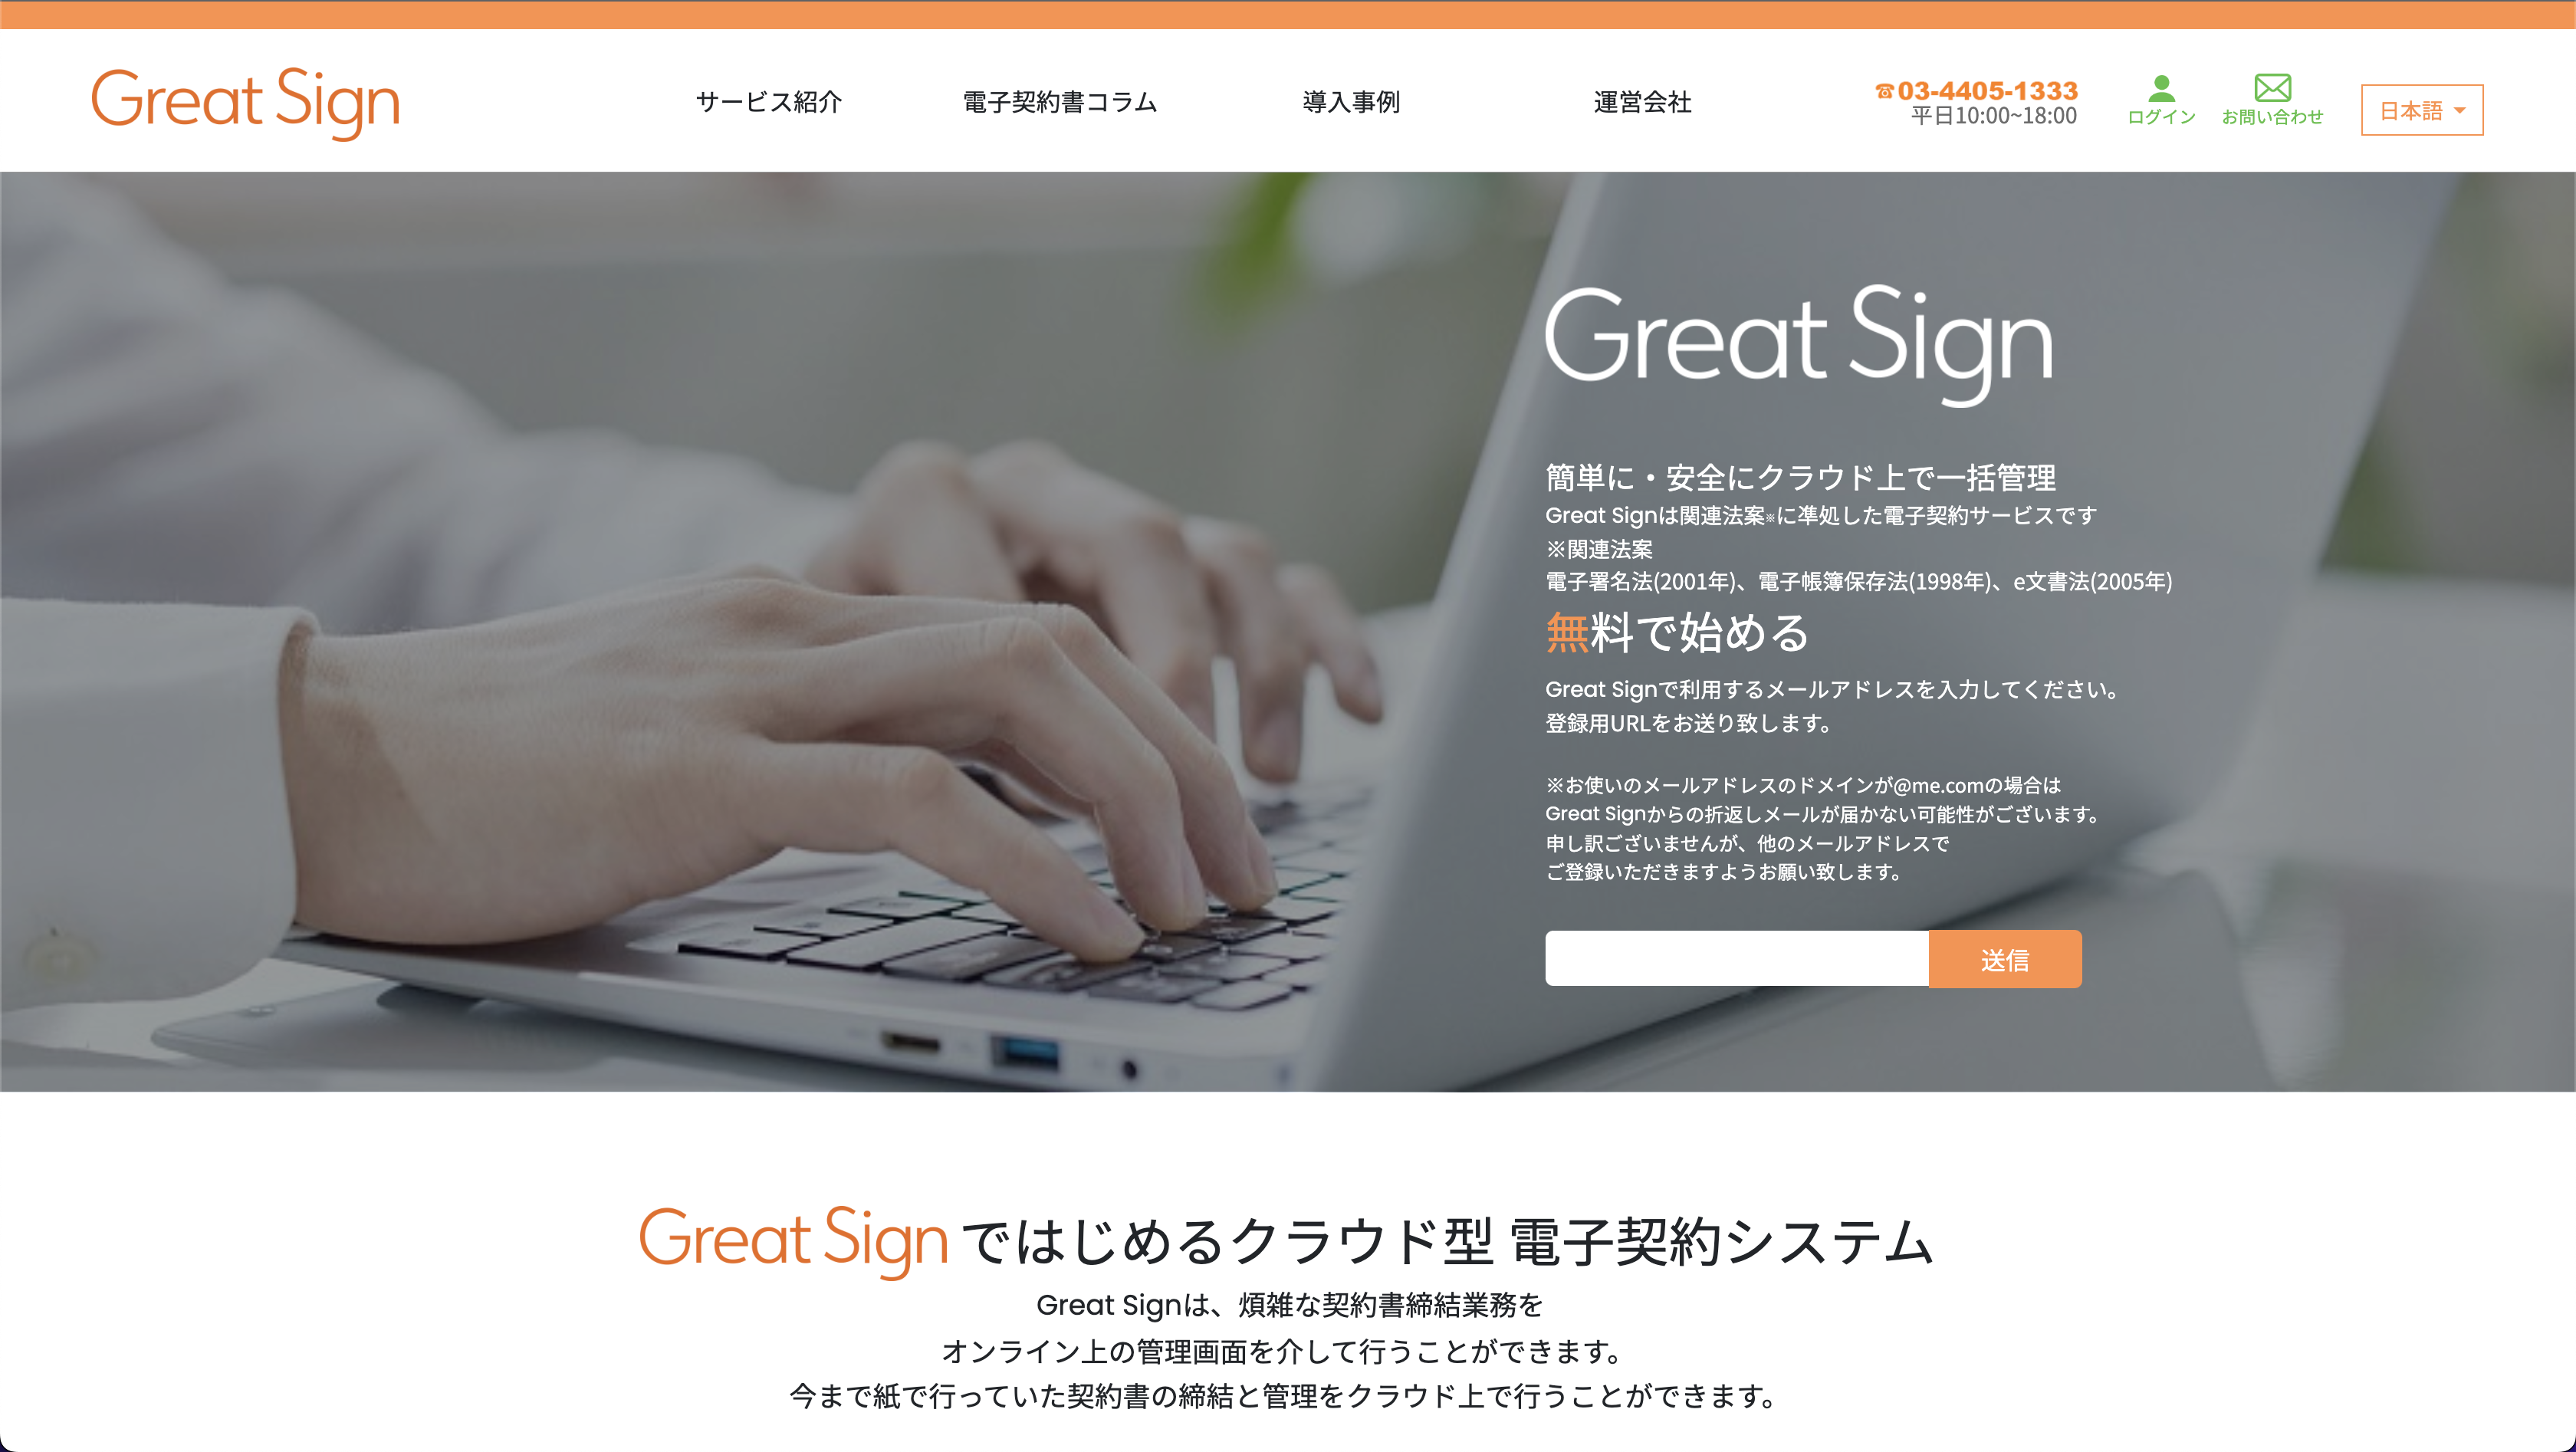 Great Sign
サービス紹介
電子契約書コラム
導入事例
運営会社
☎03-4405-1333
平日10:00~18:00
ログイン
お問い合わせ
日本語
Great Sign
簡単に・安全にクラウド上で一括管理
Great Signは関連法案※に準処した電子契約サービスです
※関連法案
電子署名法(2001年)、電子帳簿保存法(1998年)、e文書法(2005年)
無料で始める
Great Signで利用するメールアドレスを入力してください。
登録用URLをお送り致します。
※お使いのメールアドレスのドメインが@me.comの場合は
Great Signからの折返しメールが届かない可能性がございます。
申し訳ございませんが、他のメールアドレスで
ご登録いただきますようお願い致します。
送信
Great Sign ではじめるクラウド型 電子契約システム
Great Signは、煩雑な契約書締結業務を
オンライン上の管理画面を介して行うことができます。
今まで紙で行っていた契約書の締結と管理をクラウド上で行うことができます。